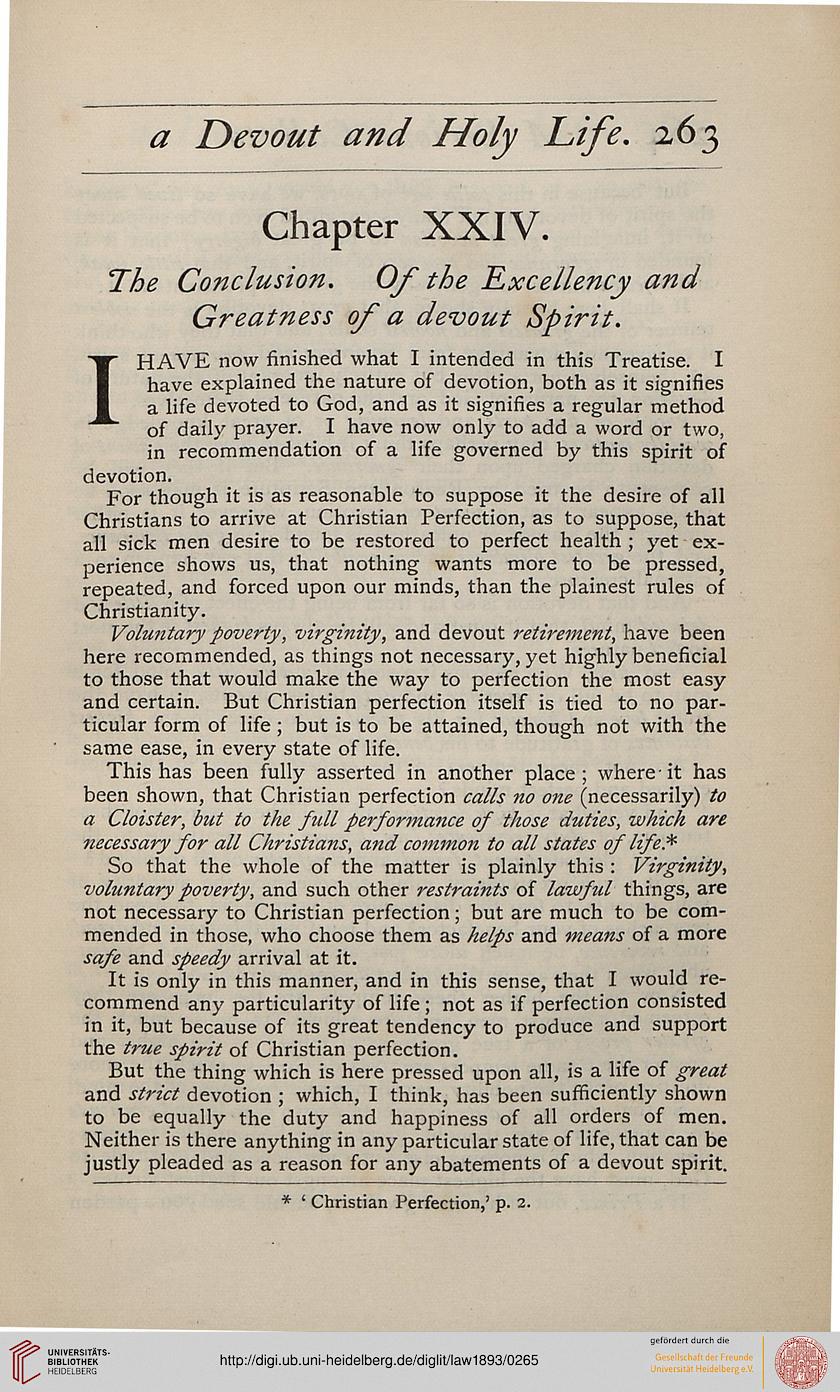 a Devout and Holy Life. 263
Chapter XXIV.
The Conclusion. Of the Excellency and
Greatness of a devout Spirit.
I HAVE now finished what I intended in this Treatise. I
have explained the nature of devotion, both as it signifies
a life devoted to God, and as it signifies a regular method
of daily prayer. I have now only to add a word or two,
in recommendation of a life governed by this spirit of
devotion.
For though it is as reasonable to suppose it the desire of all
Christians to arrive at Christian Perfection, as to suppose, that
all sick men desire to be restored to perfect health ; yet ex-
perience shows us, that nothing wants more to be pressed,
repeated, and forced upon our minds, than the plainest rules of
Christianity.
Voluntary poverty, virginity, and devout retirement, have been
here recommended, as things not necessary, yet highly beneficial
to those that would make the way to perfection the most easy
and certain. But Christian perfection itself is tied to no par-
ticular form of life ; but is to be attained, though not with the
same ease, in every state of life.
This has been fully asserted in another place ; where it has
been shown, that Christian perfection calls no one (necessarily) to
a Cloister, but to the full performance of those duties, which are
necessary for all Christians, and common to all states of life.*
So that the whole of the matter is plainly this : Virginity,
voluntary poverty, and such other restraints of lawful things, are
not necessary to Christian perfection ; but are much to be com-
mended in those, who choose them as helps and means of a more
safe and speedy arrival at it.
It is only in this manner, and in this sense, that I would re-
commend any particularity of life ; not as if perfection consisted
in it, but because of its great tendency to produce and support
the true spirit of Christian perfection.
But the thing which is here pressed upon all, is a life of great
and strict devotion ; which, I think, has been sufficiently shown
to be equally the duty and happiness of all orders of men.
Neither is there anything in any particular state of life, that can be
justly pleaded as a reason for any abatements of a devout spirit.
* ‘ Christian Perfection,’ p. 2.
UNIVERSITÄTS-
BIBLIOTHEK
HEIDELBERG
http://digi.ub.uni-heidelberg.de/diglit/law1893/0265
gefördert durch die
Gesellschaft der Freunde
Universität Heidelberg e.V.